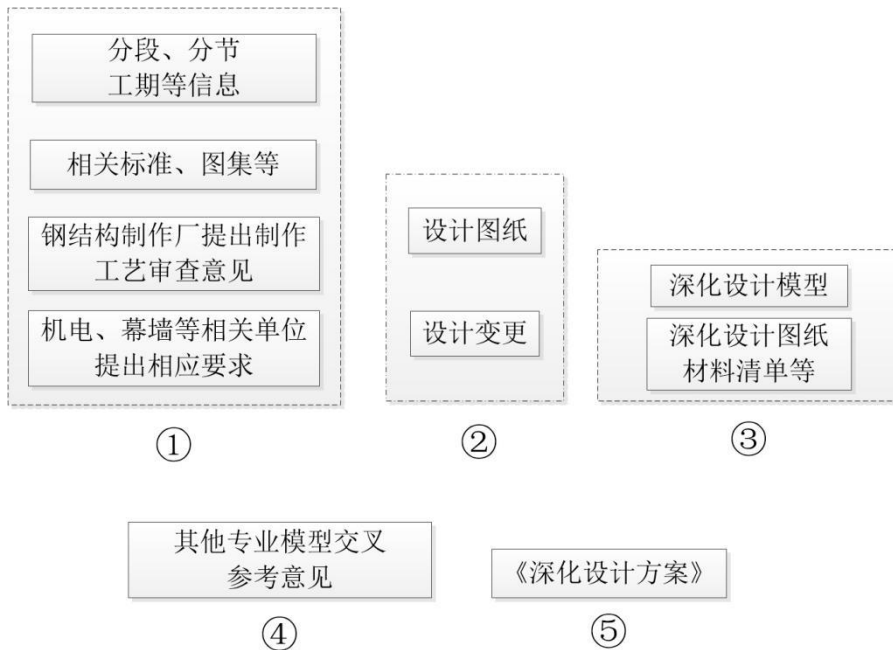 分段、分节
工期等信息
相关标准、图集等
钢结构制作厂提出制作
工艺审查意见
机电、幕墙等相关单位
提出相应要求
①
设计图纸
设计变更
②
深化设计模型
深化设计图纸
材料清单等
③
其他专业模型交叉
参考意见
④
《深化设计方案》
⑤